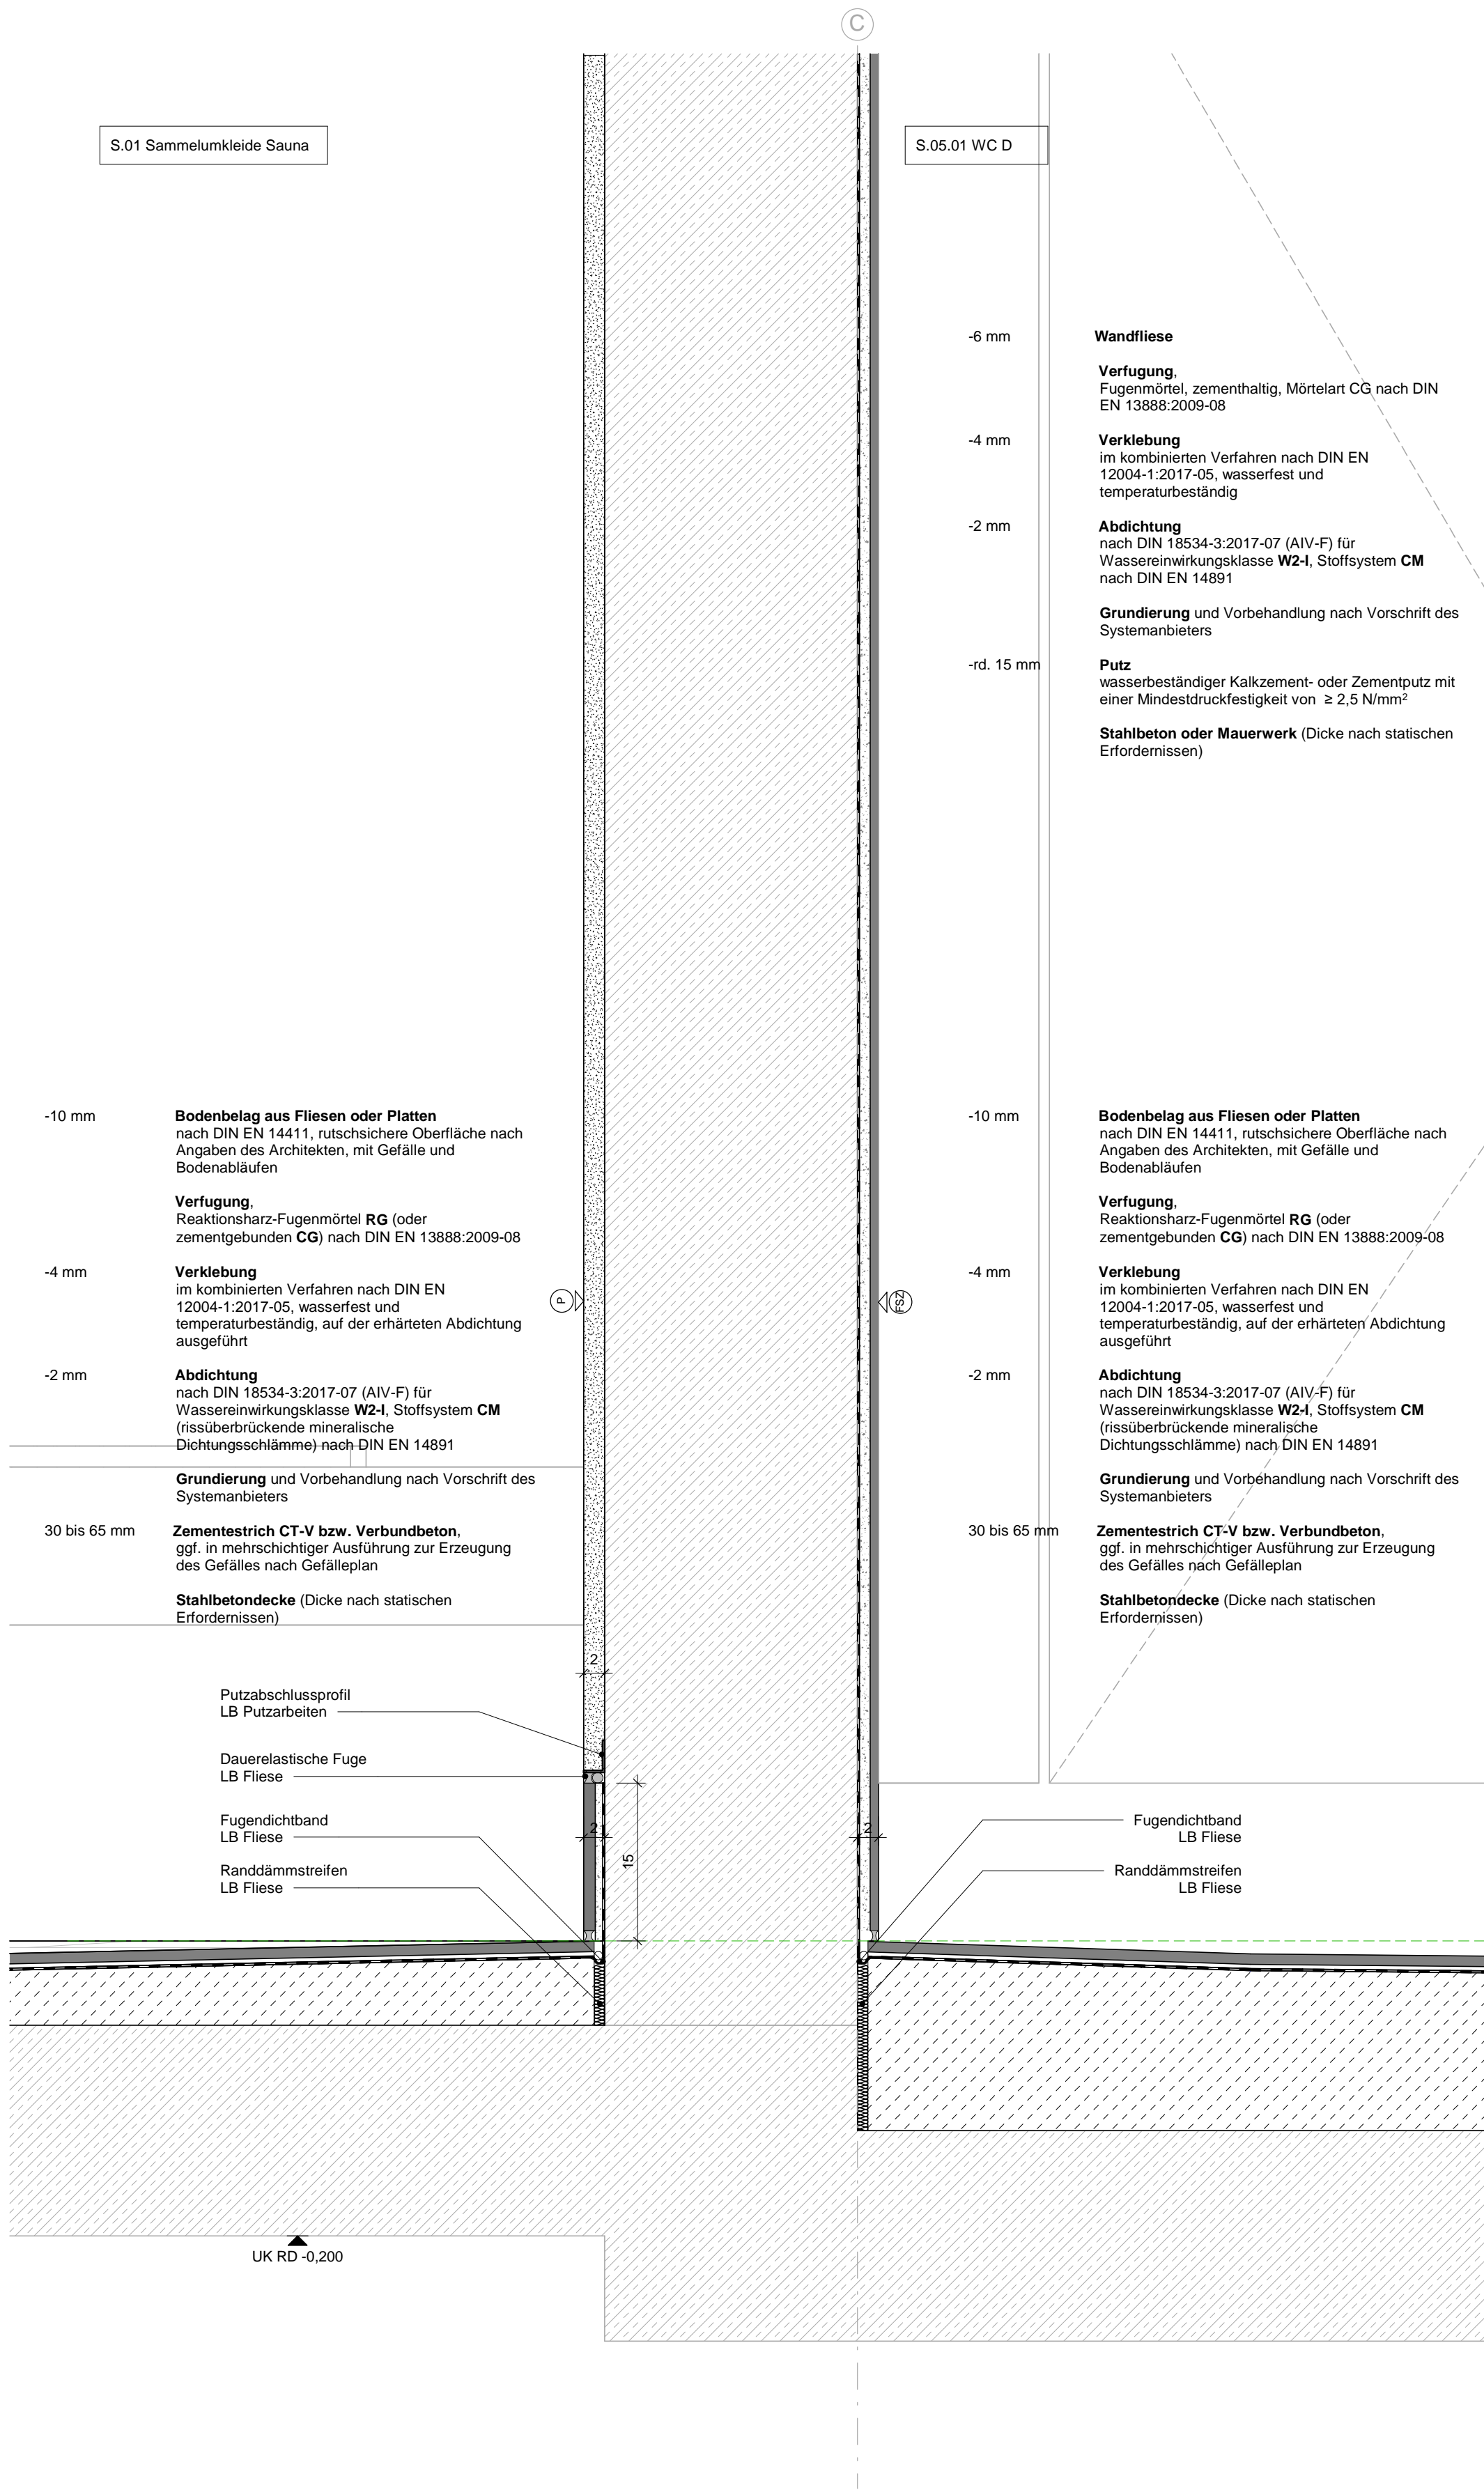 C
S.01 Sammelumkleide Sauna
S.05.01 WC D
-6 mm Wandfliese
Verfugung,
Fugenmörtel, zementhaltig, Mörtelart CG nach DIN
EN 13888:2009-08
-4 mm Verklebung
im kombinierten Verfahren nach DIN EN
12004-1:2017-05, wasserfest und
temperaturbeständig
-2 mm Abdichtung
nach DIN 18534-3:2017-07 (AIV-F) für
Wassereinwirkungsklasse W2-I, Stoffsystem CM
nach DIN EN 14891
Grundierung und Vorbehandlung nach Vorschrift des
Systemanbieters
-rd. 15 mm Putz
wasserbeständiger Kalkzement- oder Zementputz mit
einer Mindestdruckfestigkeit von ≥ 2,5 N/mm²
Stahlbeton oder Mauerwerk (Dicke nach statischen
Erfordernissen)
-10 mm Bodenbelag aus Fliesen oder Platten
nach DIN EN 14411, rutschsichere Oberfläche nach
Angaben des Architekten, mit Gefälle und
Bodenabläufen
Verfugung,
Reaktionsharz-Fugenmörtel RG (oder
zementgebunden CG) nach DIN EN 13888:2009-08
-4 mm Verklebung
im kombinierten Verfahren nach DIN EN
12004-1:2017-05, wasserfest und
temperaturbeständig, auf der erhärteten Abdichtung
ausgeführt
-2 mm Abdichtung
nach DIN 18534-3:2017-07 (AIV-F) für
Wassereinwirkungsklasse W2-I, Stoffsystem CM
(rissüberbrückende mineralische
Dichtungsschlämme) nach DIN EN 14891
Grundierung und Vorbehandlung nach Vorschrift des
Systemanbieters
30 bis 65 mm Zementestrich CT-V bzw. Verbundbeton,
ggf. in mehrschichtiger Ausführung zur Erzeugung
des Gefälles nach Gefälleplan
Stahlbetondecke (Dicke nach statischen
Erfordernissen)
P
FSZ
-10 mm Bodenbelag aus Fliesen oder Platten
nach DIN EN 14411, rutschsichere Oberfläche nach
Angaben des Architekten, mit Gefälle und
Bodenabläufen
Verfugung,
Reaktionsharz-Fugenmörtel RG (oder
zementgebunden CG) nach DIN EN 13888:2009-08
-4 mm Verklebung
im kombinierten Verfahren nach DIN EN
12004-1:2017-05, wasserfest und
temperaturbeständig, auf der erhärteten Abdichtung
ausgeführt
-2 mm Abdichtung
nach DIN 18534-3:2017-07 (AIV-F) für
Wassereinwirkungsklasse W2-I, Stoffsystem CM
(rissüberbrückende mineralische
Dichtungsschlämme) nach DIN EN 14891
Grundierung und Vorbehandlung nach Vorschrift des
Systemanbieters
30 bis 65 mm Zementestrich CT-V bzw. Verbundbeton,
ggf. in mehrschichtiger Ausführung zur Erzeugung
des Gefälles nach Gefälleplan
Stahlbetondecke (Dicke nach statischen
Erfordernissen)
2
Putzabschlussprofil
LB Putzarbeiten
Dauerelastische Fuge
LB Fliese
Fugendichtband
LB Fliese
Randdämmstreifen
LB Fliese
2
15
2
Fugendichtband
LB Fliese
Randdämmstreifen
LB Fliese
UK RD -0,200